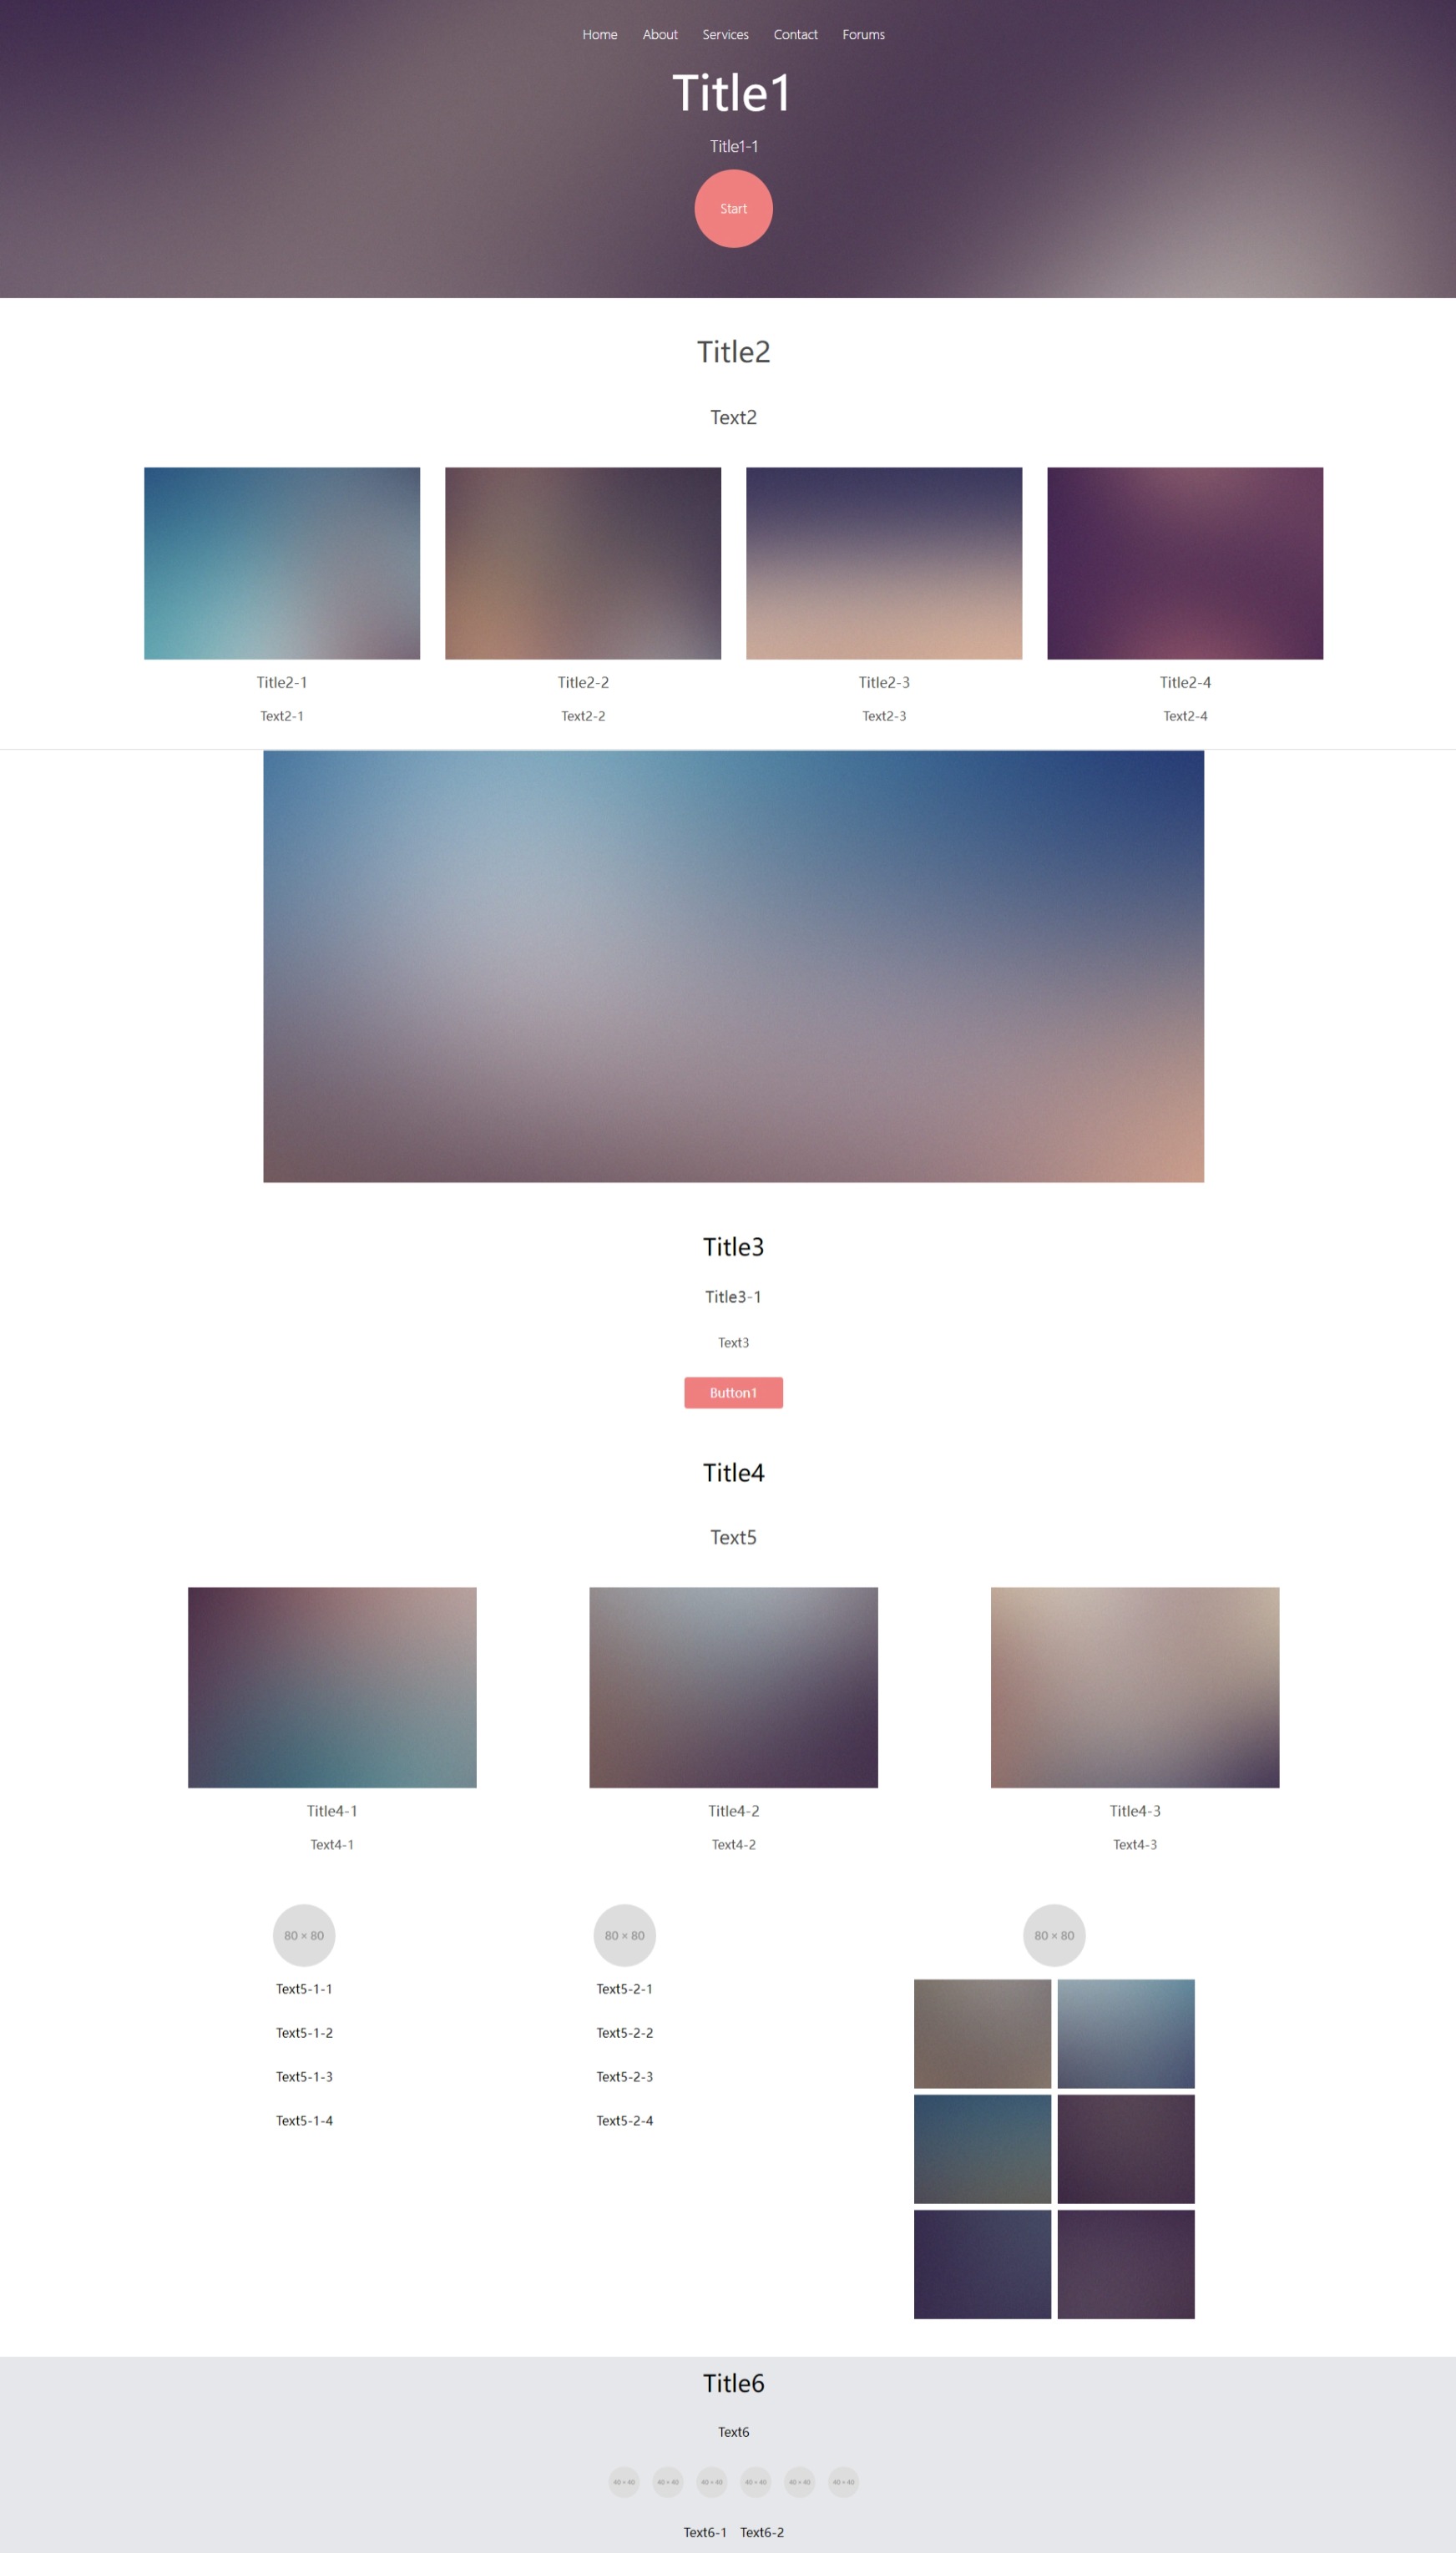 Home About Services Contact Forums
Title1
Title1-1
Start
Title2
Text2
Title2-1 Title2-2 Title2-3 Title2-4
Text2-1 Text2-2 Text2-3 Text2-4
Title3
Title3-1
Text3
Button1
Title4
Text5
Title4-1 Title4-2 Title4-3
Text4-1 Text4-2 Text4-3
80 × 80 80 × 80 80 × 80
Text5-1-1 Text5-2-1
Text5-1-2 Text5-2-2
Text5-1-3 Text5-2-3
Text5-1-4 Text5-2-4
Title6
Text6
40 × 40 40 × 40 40 × 40 40 × 40 40 × 40 40 × 40
Text6-1 Text6-2